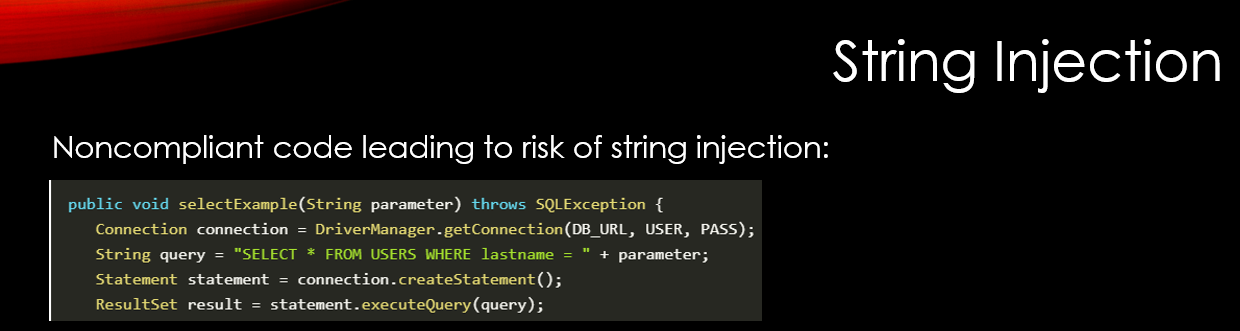 String Injection
Noncompliant code leading to risk of string injection:
public void selectExample(String parameter) throws SQLException {
Connection connection = DriverManager.getConnection(DB_URL, USER, PASS);
String query = "SELECT * FROM USERS WHERE lastname = " + parameter;
Statement statement = connection.createStatement();
ResultSet result = statement.executeQuery(query);